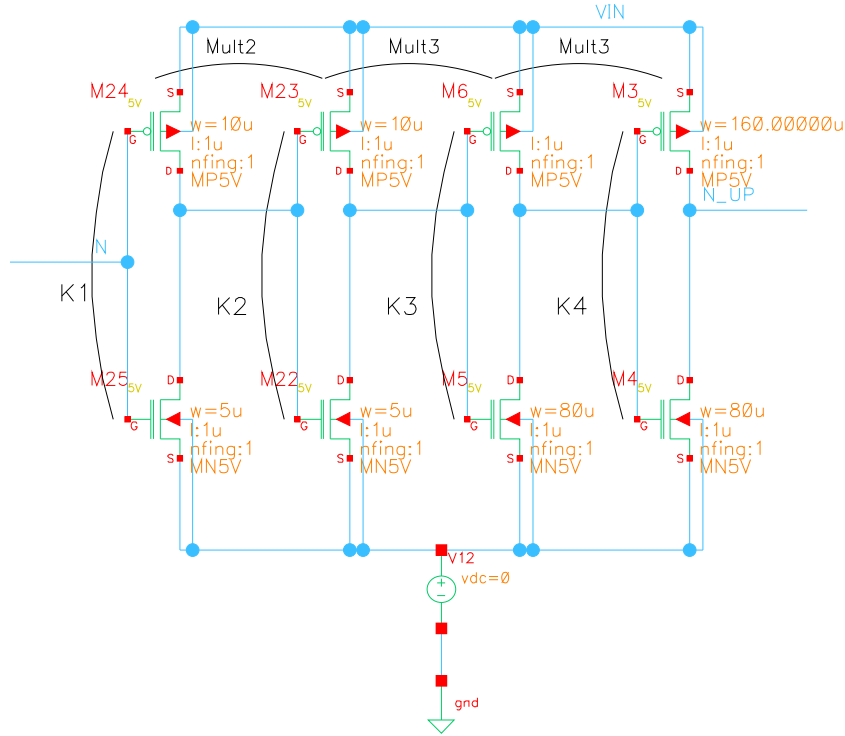 VIN
Mult2
Mult3
Mult3
M24
5V
S
G
D
w=10u
l:1u
nfing:1
MP5V
M23
5V
S
G
D
w=10u
l:1u
nfing:1
MP5V
M6
5V
S
G
D
l:1u
nfing:1
MP5V
M3
5V
S
G
D
w=160.00000u
l:1u
nfing:1
MP5V
N_UP
N
K1
K2
K3
K4
M25
5V
D
G
S
w=5u
l:1u
nfing:1
MN5V
M22
5V
D
G
S
w=5u
l:1u
nfing:1
MN5V
M5
5V
D
G
S
w=80u
l:1u
nfing:1
MN5V
M4
5V
D
G
S
w=80u
l:1u
nfing:1
MN5V
V12
vdc=0
gnd